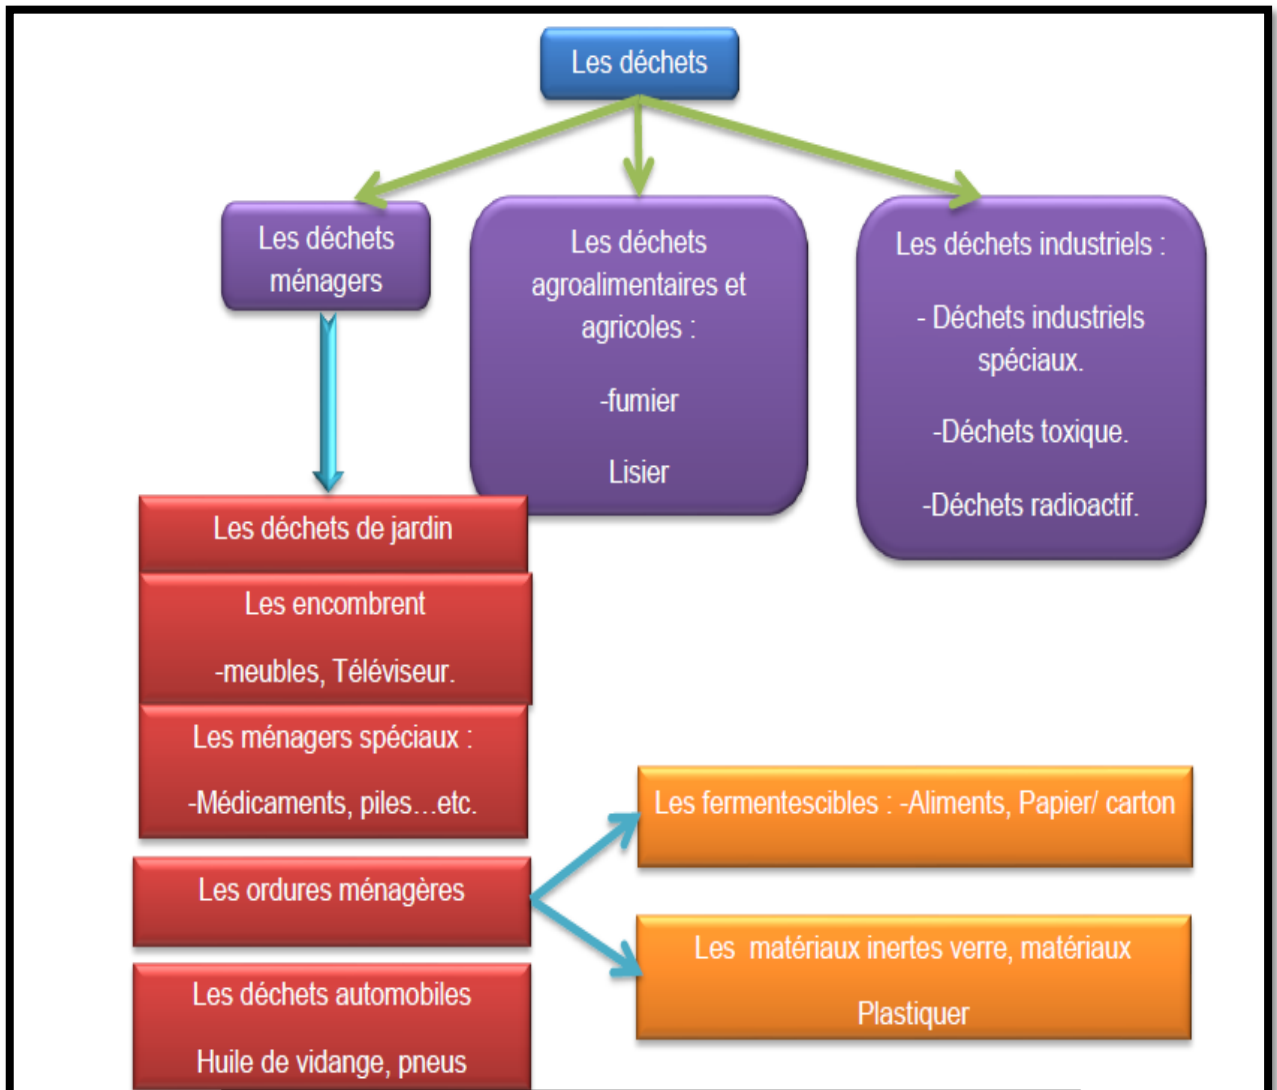 Les déchets
Les déchets
ménagers
Les déchets
agroalimentaires et
agricoles :
-fumier
Lisier
Les déchets industriels :
- Déchets industriels
spéciaux.
-Déchets toxique.
-Déchets radioactif.
Les déchets de jardin
Les encombrent
-meubles, Téléviseur.
Les ménagers spéciaux :
-Médicaments, piles...etc.
Les ordures ménagères
Les déchets automobiles
Huile de vidange, pneus
Les fermentescibles : -Aliments, Papier/ carton
Les matériaux inertes verre, matériaux
Plastiquer